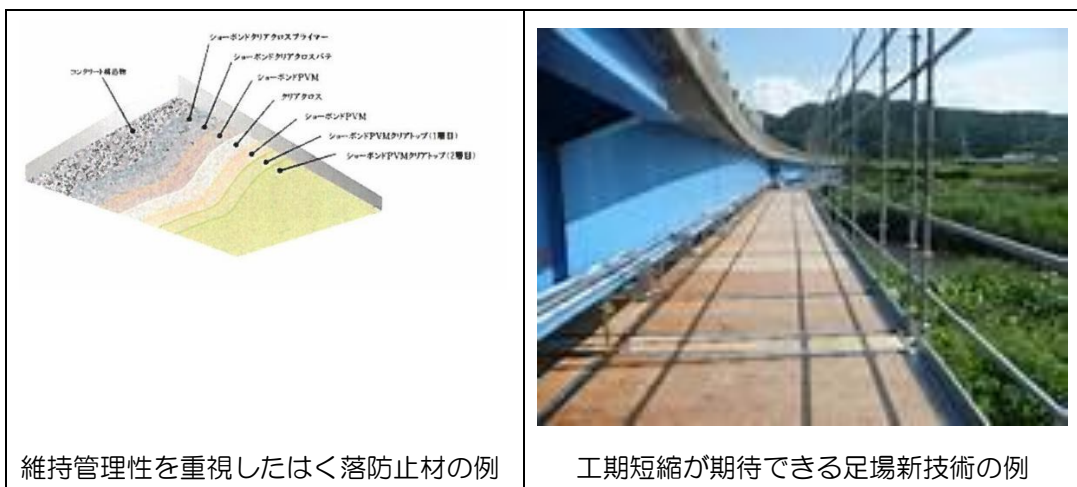 ショーボンドクリアクロスプライマー
ショーボンドクリアクロスパテ
コンクリート構造物
ショーボンドPVM
クリアクロス
ショーボンドPVM
ショーボンドPVMクリアトップ(1層目)
ショーボンドPVMクリアトップ(2層目)
維持管理性を重視したはく落防止材の例
工期短縮が期待できる足場新技術の例